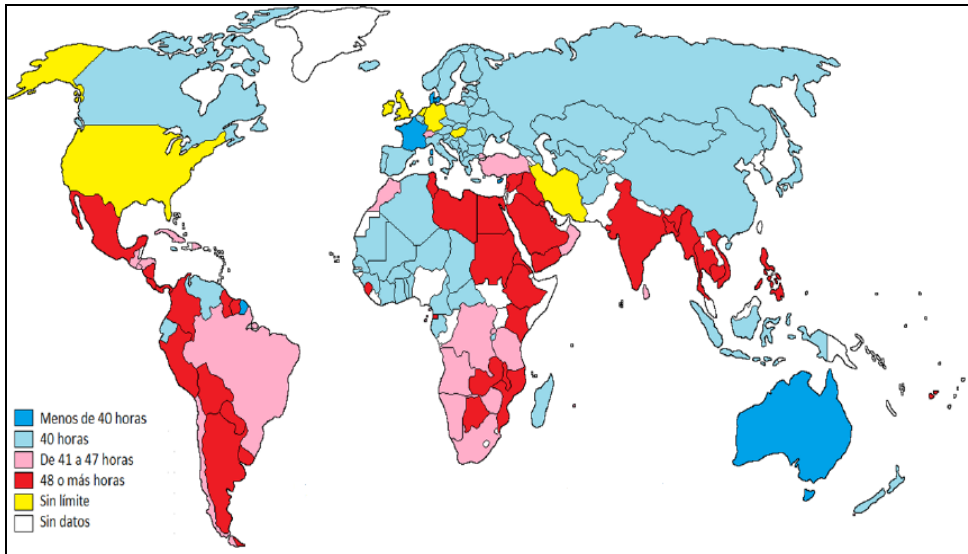 Menos de 40 horas
40 horas
De 41 a 47 horas
48 o más horas
Sin límite
Sin datos